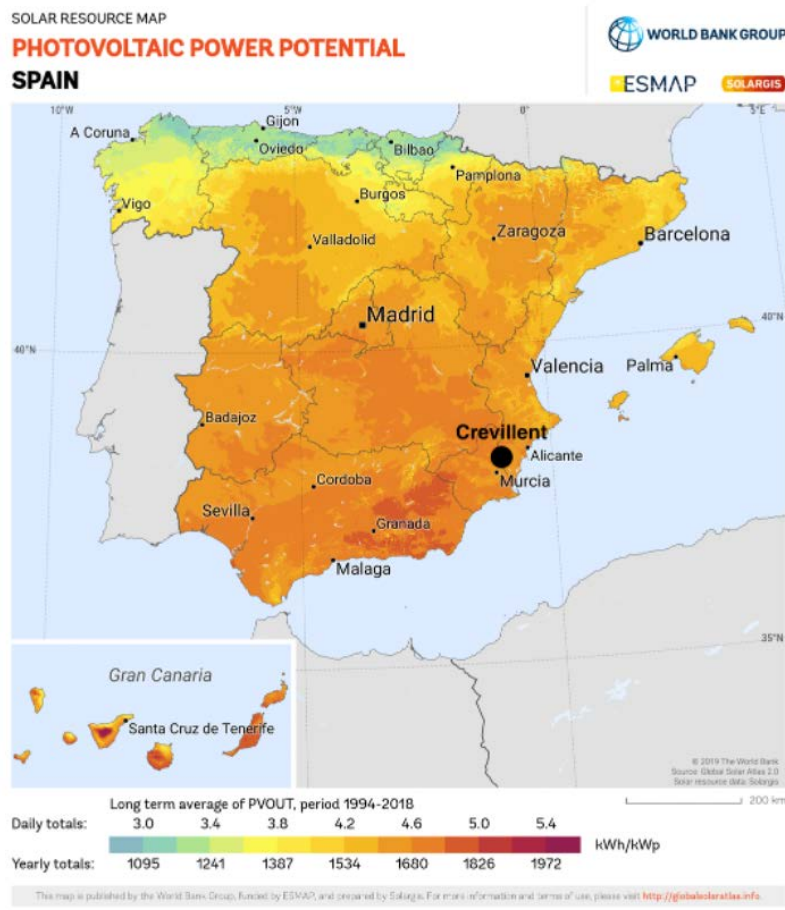 SOLAR RESOURCE MAP
PHOTOVOLTAIC POWER POTENTIAL
SPAIN
WORLD BANK GROUP
ESMAP
SOLARGIS
10°W
5°W
0°
5°E
A Coruna
Gijon
Oviedo
Bilbao
Pamplona
Vigo
Burgos
Valladolid
Zaragoza
Barcelona
Madrid
40°N
40°N
Valencia
Palma
Badajoz
Crevillent
Alicante
Murcia
Cordoba
Sevilla
Granada
Malaga
35°N
Gran Canaria
Santa Cruz de Tenerife
© 2019 The World Bank
Source: Global Solar Atlas 2.0
Solar resource data: Solargis
200 km
Long term average of PVOUT, period 1994-2018
Daily totals: 3.0 3.4 3.8 4.2 4.6 5.0 5.4
kWh/kWp
Yearly totals: 1095 1241 1387 1534 1680 1826 1972
This map is published by the World Bank Group, funded by ESMAP, and prepared by Solargis. For more information and terms of use, please visit http://globalsolaratlas.info.